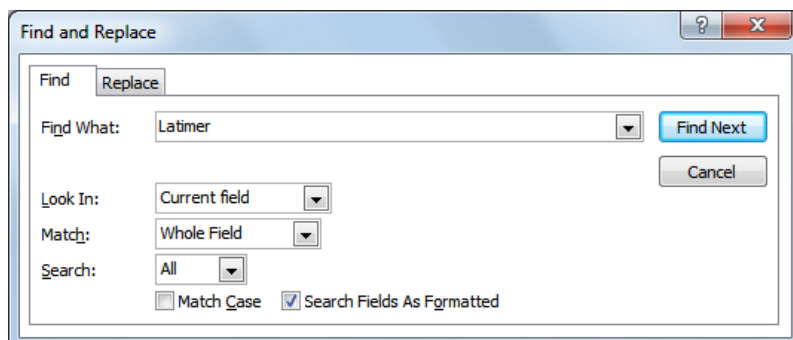 Find and Replace
Find Replace
Find What: Latimer Find Next
Cancel
Look In: Current field
Match: Whole Field
Search: All
Match Case Search Fields As Formatted